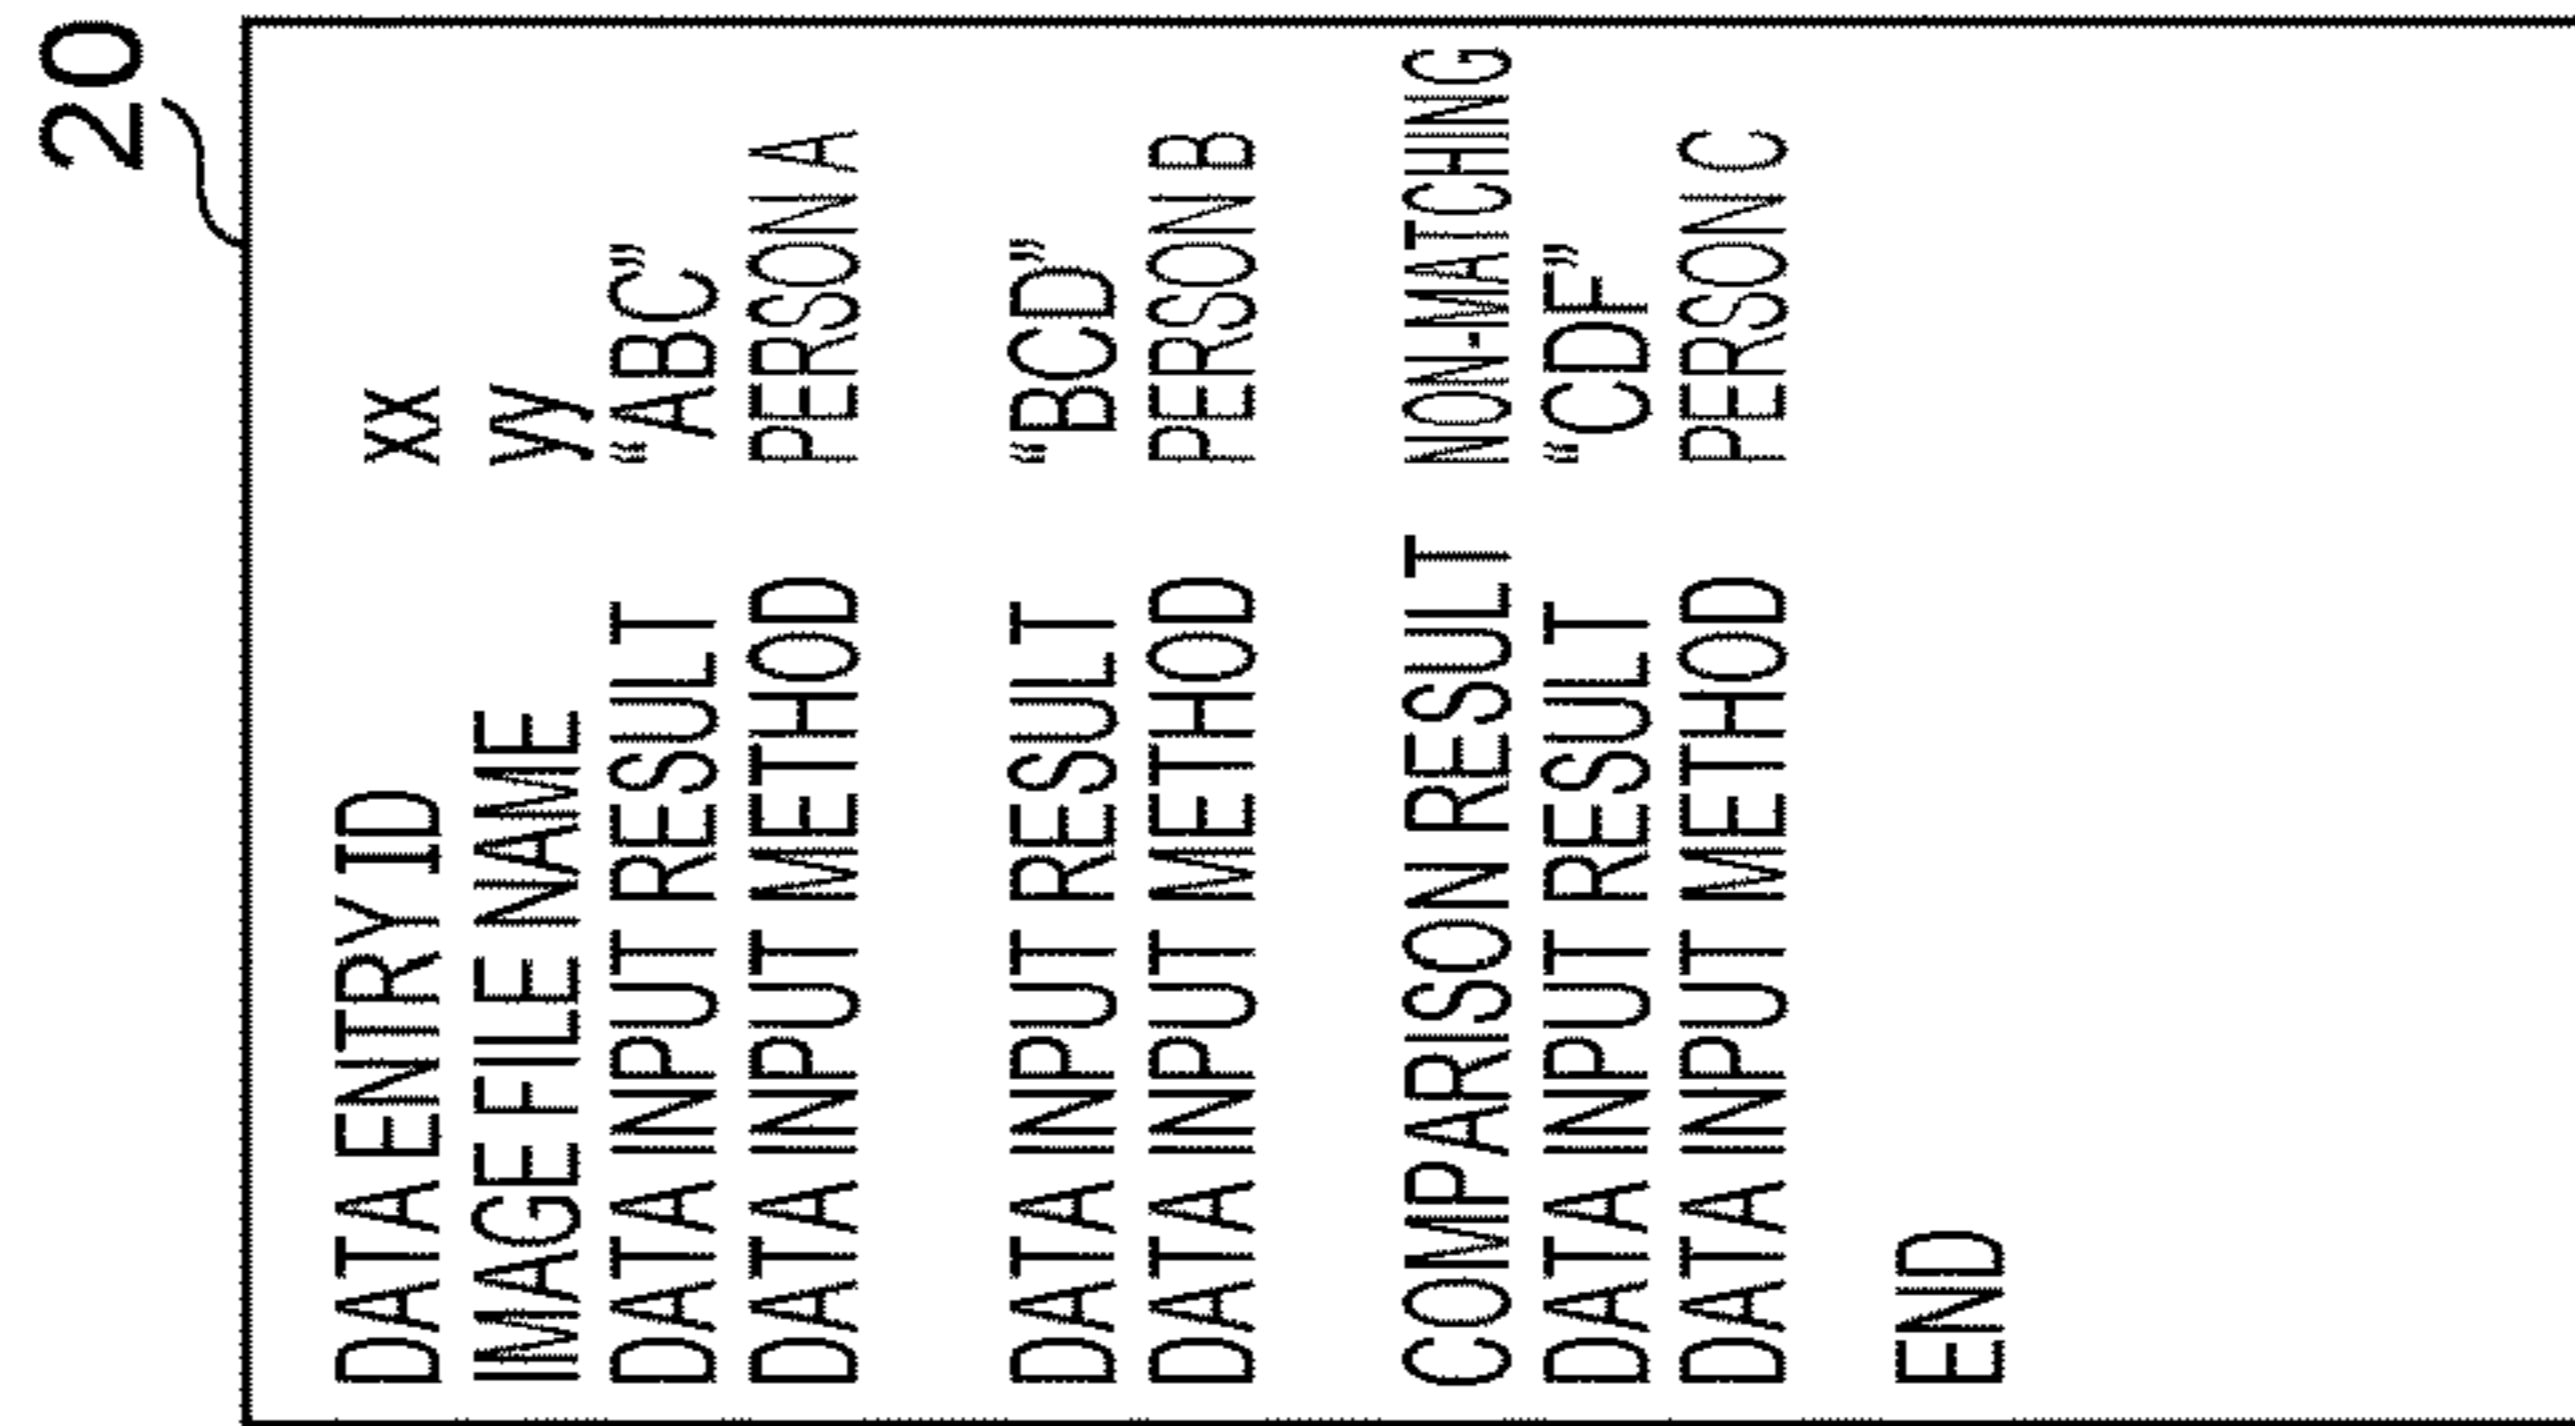 20
DATA ENTRY ID XX
IMAGE FILE NAME yy
DATA INPUT RESULT “ABC”
DATA INPUT METHOD PERSON A
DATA INPUT RESULT “BCD”
DATA INPUT METHOD PERSON B
COMPARISON RESULT NON-MATCHING
DATA INPUT RESULT “CDF”
DATA INPUT METHOD PERSON C
END